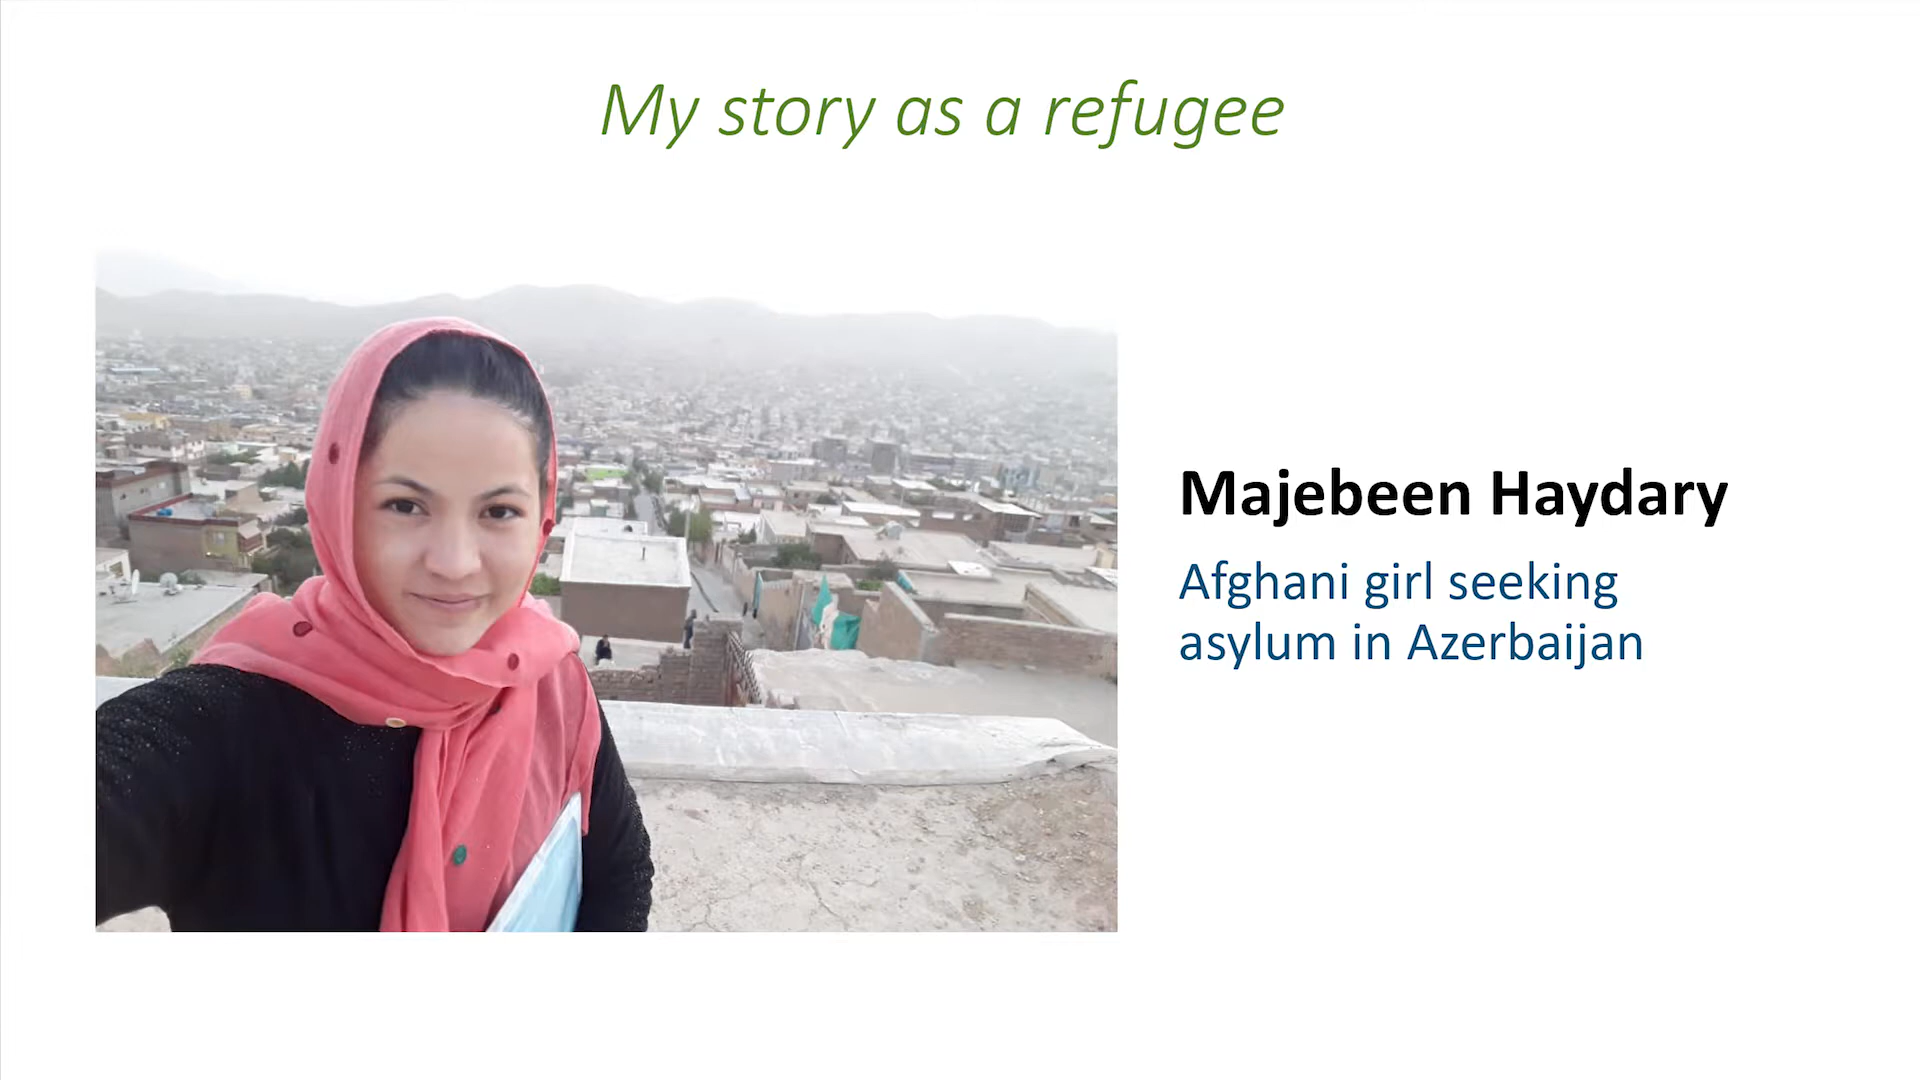 My story as a refugee
Majebeen Haydary
Afghani girl seeking
asylum in Azerbaijan